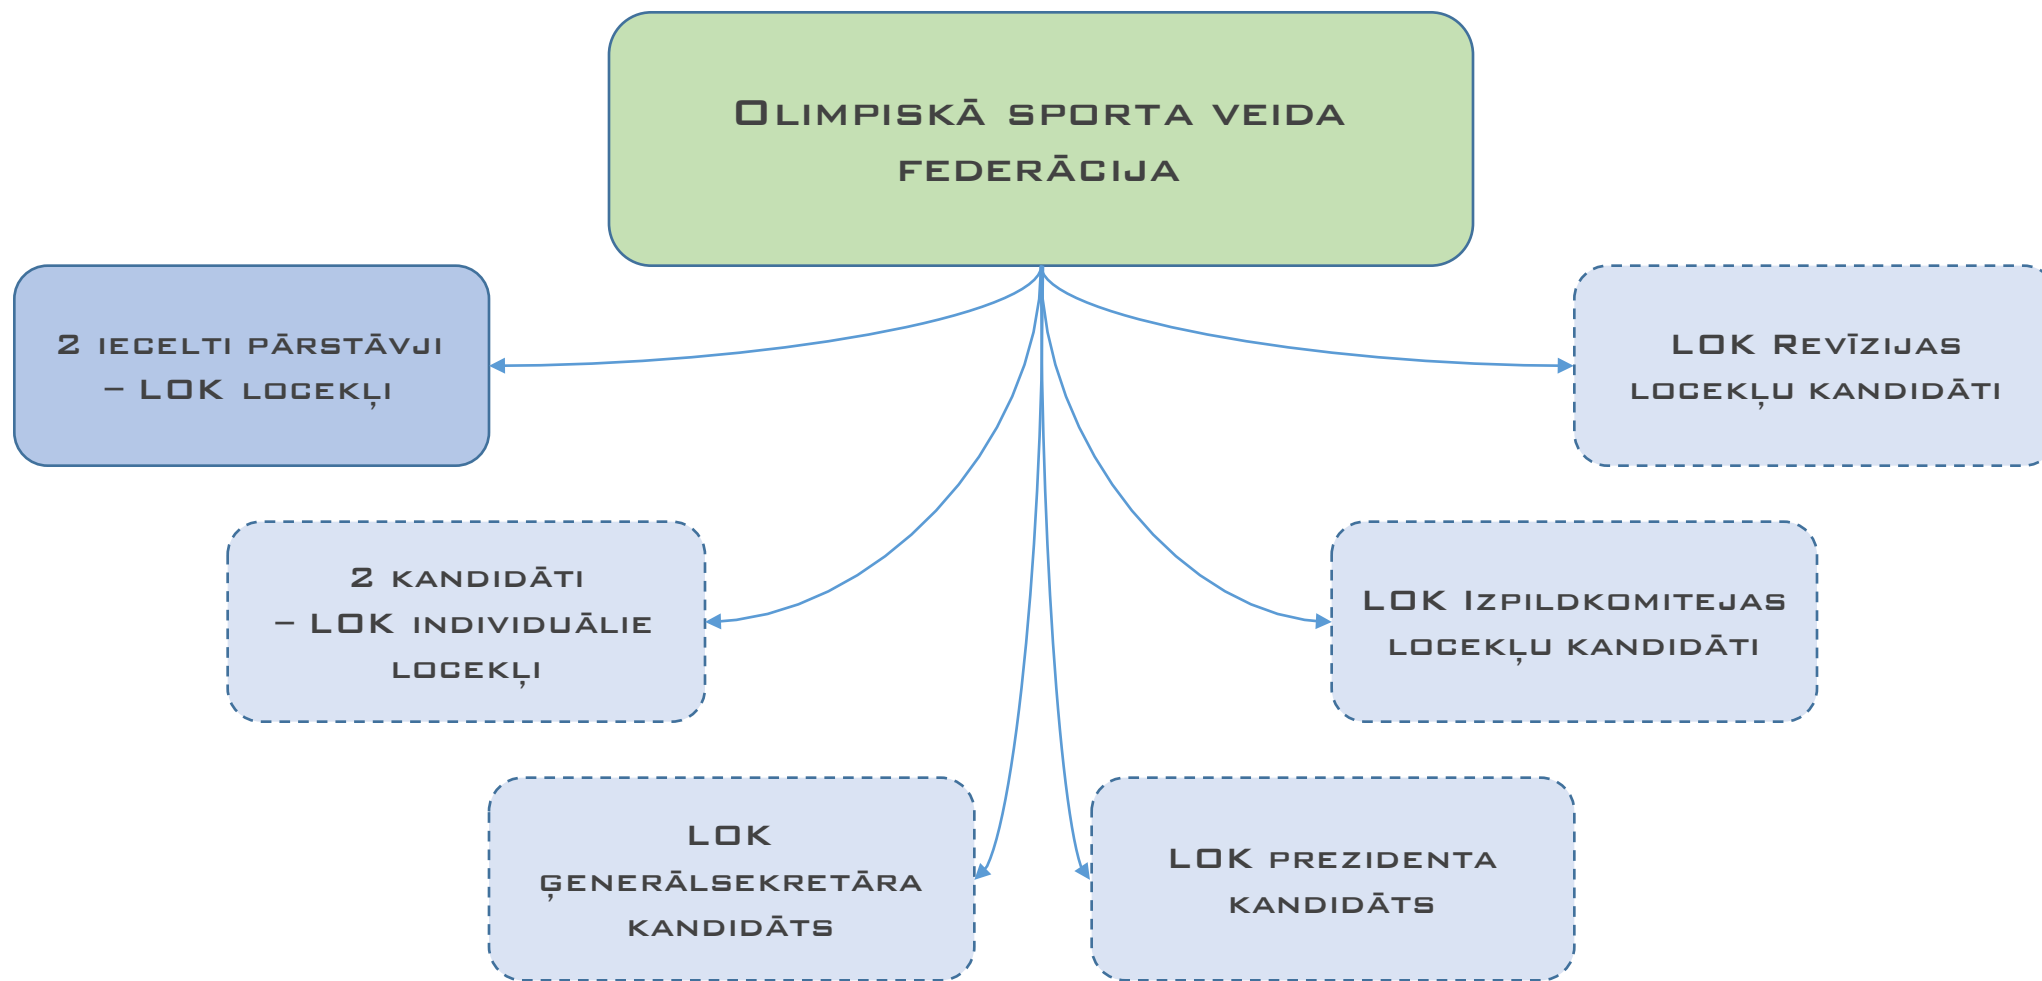 Olimpiskā sporta veida
federācija
2 iecelti pārstāvji
– LOK locekļi
LOK Revīzijas
locekļu kandidāti
2 kandidāti
– LOK individuālie
locekļi
LOK Izpildkomitejas
locekļu kandidāti
LOK
ģenerālsekretāra
kandidāts
LOK prezidenta
kandidāts